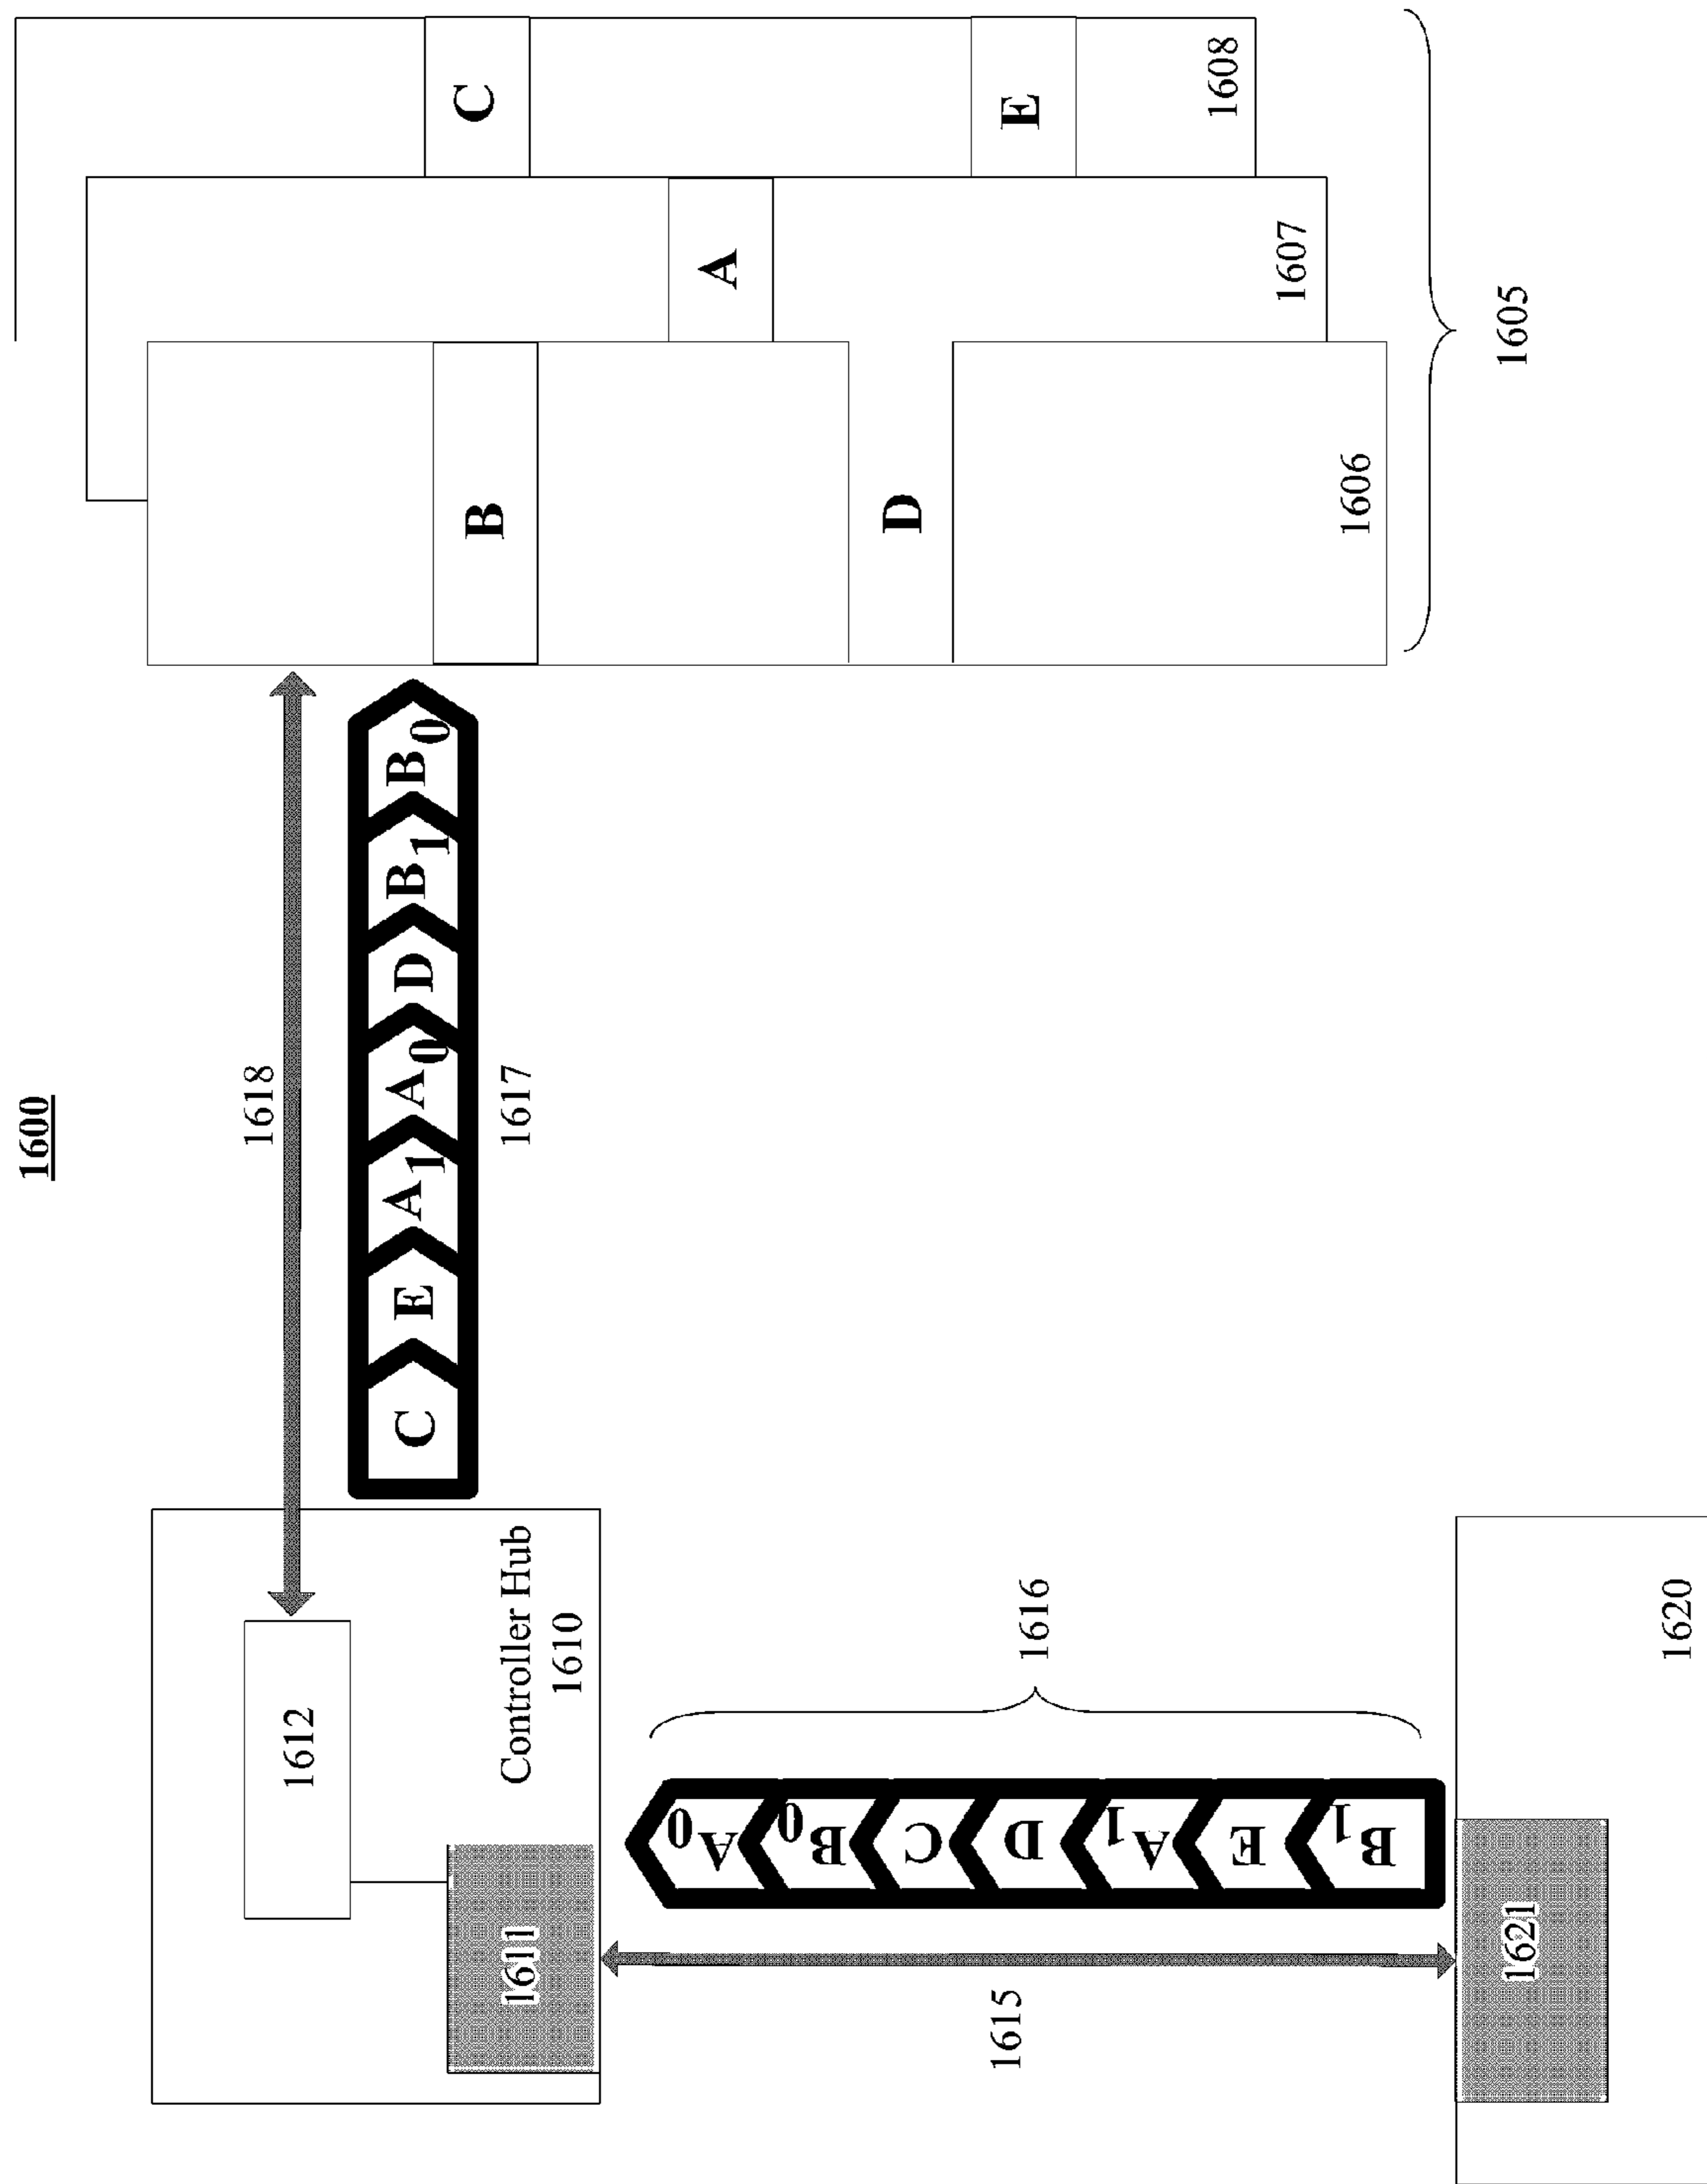 1600
1618
C E A1 A0 D B1 B0
1617
B
D
1606
A
1607
C
E
1608
1605
1612
Controller Hub
1610
1611
1615
A0 B0 C D A1 E B1
1616
1621
1620